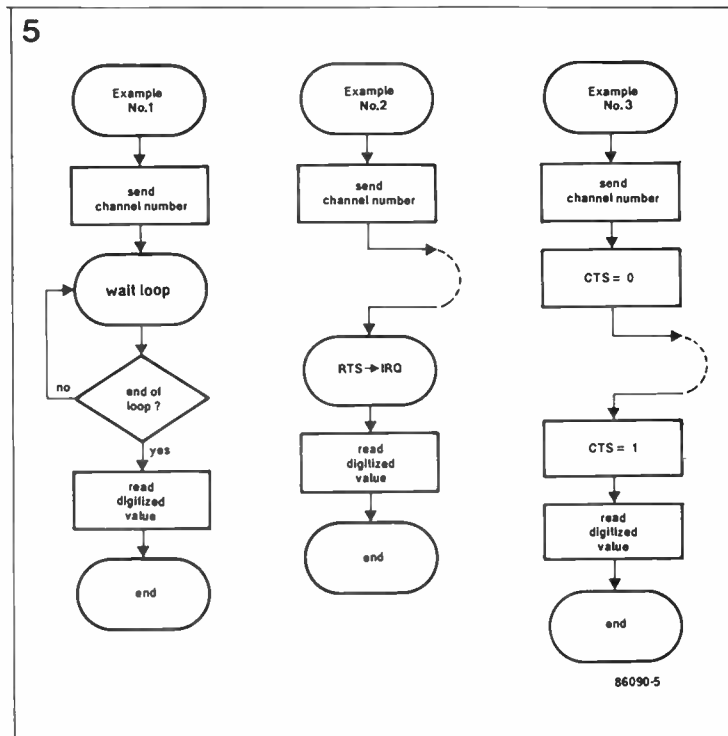 5
Example
No.1
send
channel number
wait loop
no
end of
loop ?
yes
read
digitized
value
end
Example
No.2
send
channel number
RTS→IRQ
read
digitized
value
end
Example
No.3
send
channel number
CTS = 0
CTS = 1
read
digitized
value
end
86090-5